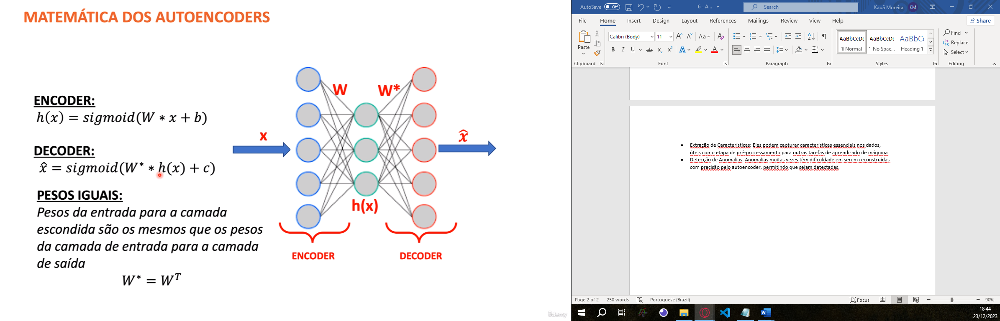 MATEMÁTICA DOS AUTOENCODERS
ENCODER:
h(x) = sigmoid(W * x + b)
DECODER:
x̂ = sigmoid(W* * h(x) + c)
PESOS IGUAIS:
Pesos da entrada para a camada
escondida são os mesmos que os pesos
da camada de entrada para a camada
de saída
W* = Wᵀ
x
W
W*
x̂
h(x)
ENCODER
DECODER
ûdemy
AutoSave Off
6 - A...
Search
Kauã Moreira KM
File Home Insert Design Layout References Mailings Review View Help Share
Paste
Clipboard
Calibri (Body) 11
Font
Paragraph
AaBbCcDc AaBbCcDc AaBbCc
¶ Normal ¶ No Spac... Heading 1
Styles
Find
Replace
Select
Editing
• Extração de Características: Eles podem capturar características essenciais nos dados,
úteis como etapa de pré-processamento para outras tarefas de aprendizado de máquina.
• Detecção de Anomalias: Anomalias muitas vezes têm dificuldade em serem reconstruídas
com precisão pelo autoencoder, permitindo que sejam detectadas.
Page 2 of 2 250 words Portuguese (Brazil) Focus 90%
18:44
23/12/2023